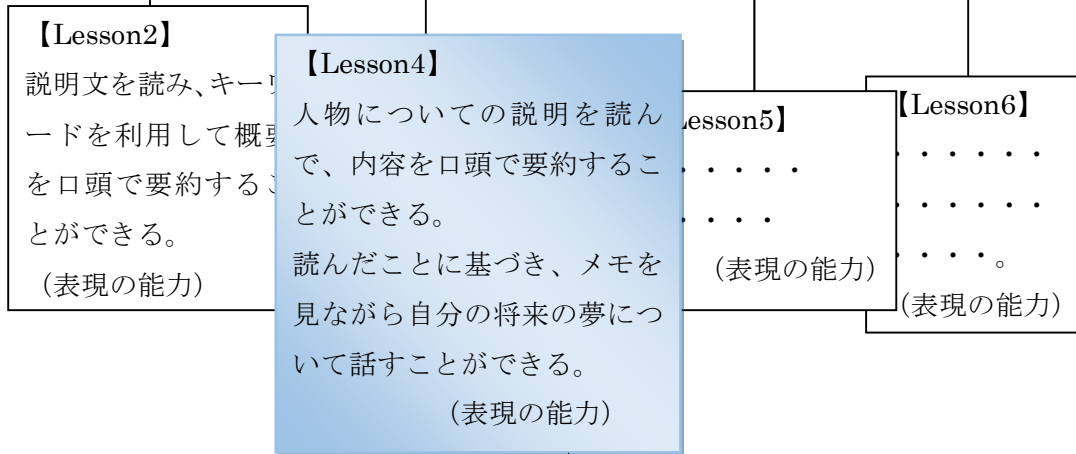 【Lesson2】
説明文を読み、キー
ードを利用して概要
を口頭で要約するこ
とができる。
（表現の能力）
【Lesson4】
人物についての説明を読ん
で、内容を口頭で要約するこ
とができる。
読んだことに基づき、メモを
見ながら自分の将来の夢につ
いて話すことができる。
（表現の能力）
esson5】
・・・・・
・・・・
（表現の能力）
【Lesson6】
・・・・・・
・・・・・・
・・・・。
（表現の能力）